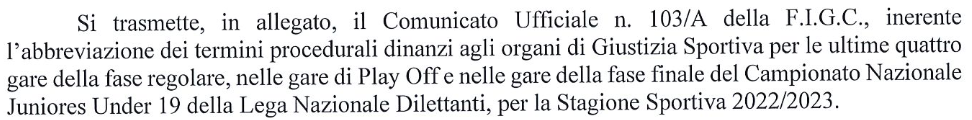 Si trasmette, in allegato, il Comunicato Ufficiale n. 103/A della F.I.G.C., inerente
l'abbreviazione dei termini procedurali dinanzi agli organi di Giustizia Sportiva per le ultime quattro
gare della fase regolare, nelle gare di Play Off e nelle gare della fase finale del Campionato Nazionale
Juniores Under 19 della Lega Nazionale Dilettanti, per la Stagione Sportiva 2022/2023.